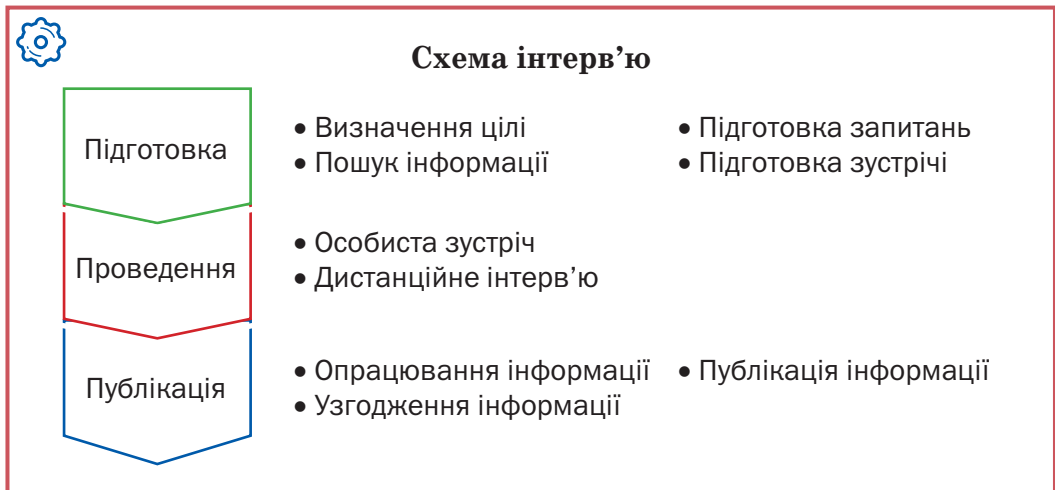 Схема інтерв’ю
Підготовка
• Визначення цілі
• Пошук інформації
• Підготовка запитань
• Підготовка зустрічі
Проведення
• Особиста зустріч
• Дистанційне інтерв’ю
Публікація
• Опрацювання інформації
• Узгодження інформації
• Публікація інформації